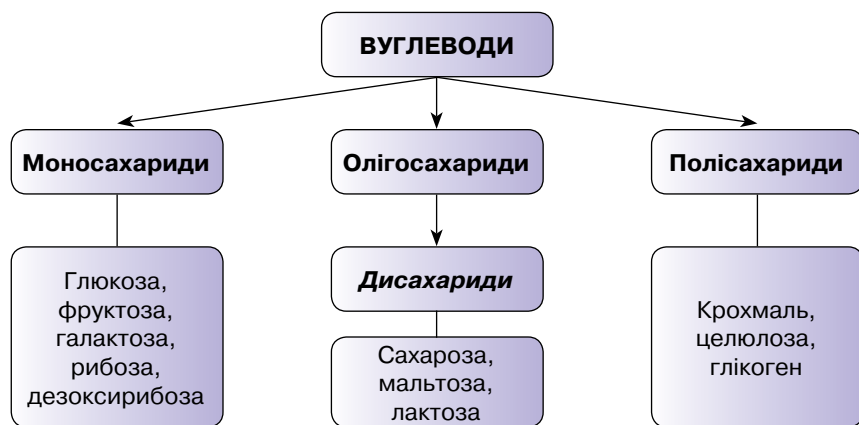 ВУГЛЕВОДИ
Моносахариди
Олігосахариди
Полісахариди
Глюкоза,
фруктоза,
галактоза,
рибоза,
дезоксирибоза
Дисахариди
Сахароза,
мальтоза,
лактоза
Крохмаль,
целюлоза,
глікоген